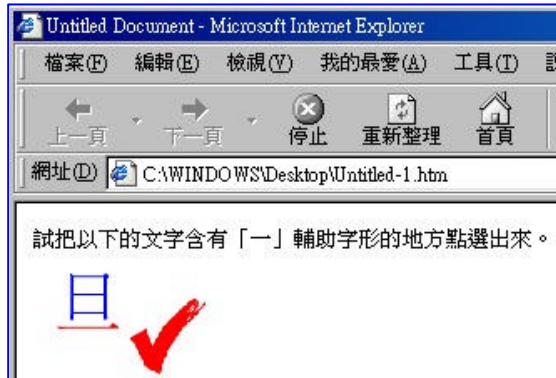 Untitled Document - Microsoft Internet Explorer
檔案(F) 編輯(E) 檢視(V) 我的最愛(A) 工具(T)
上一頁 下一頁 停止 重新整理 首頁
網址(D) C:\WINDOWS\Desktop\Untitled-1.htm
試把以下的文字含有「一」輔助字形的地方點選出來。
旦